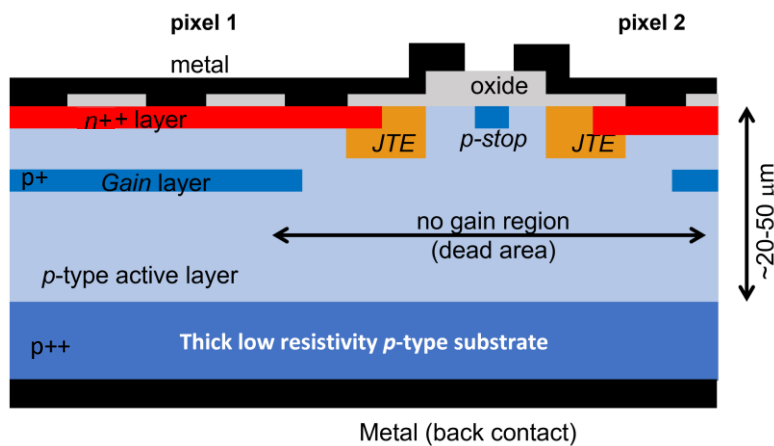 pixel 1
pixel 2
metal
oxide
n++ layer
JTE
p-stop
JTE
p+
Gain layer
no gain region
(dead area)
~20-50 μm
p-type active layer
p++
Thick low resistivity p-type substrate
Metal (back contact)